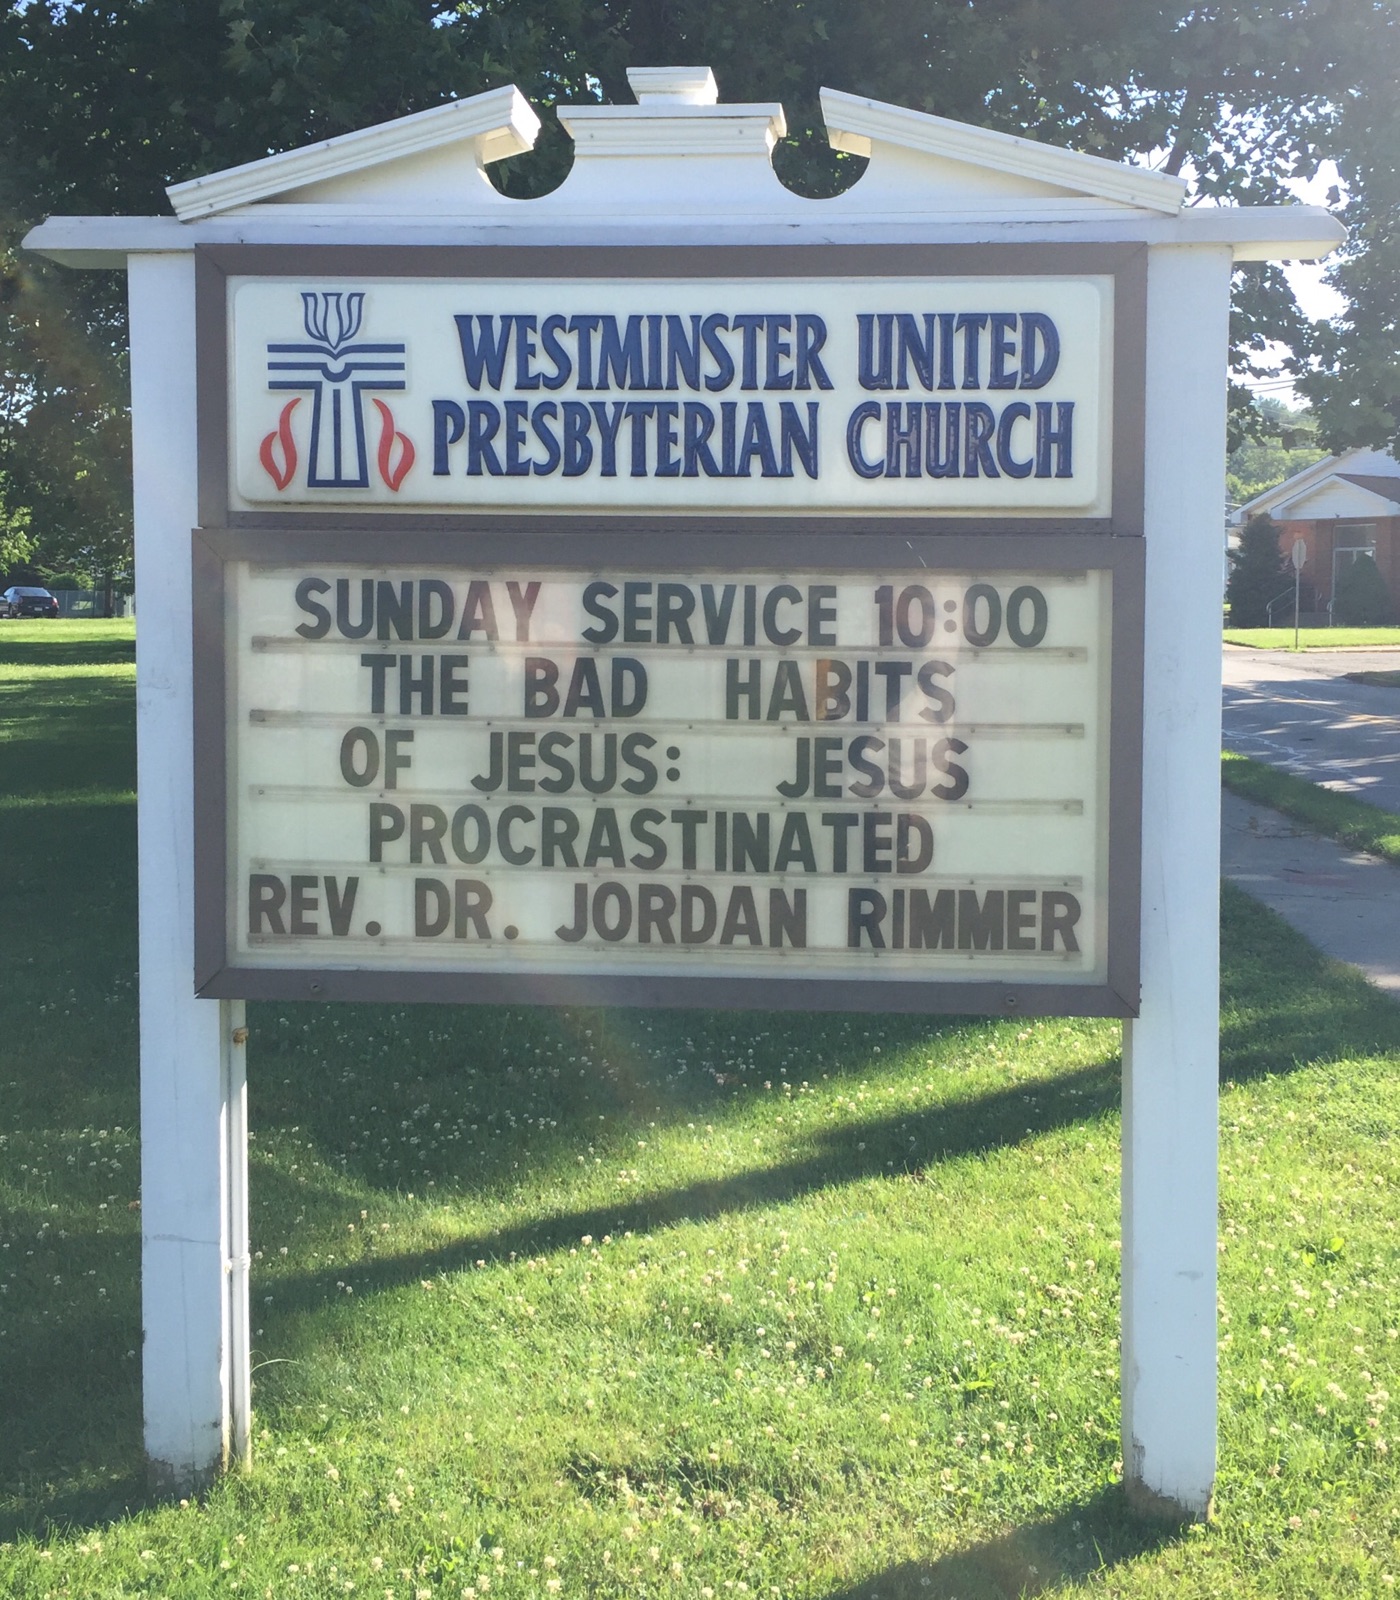 WESTMINSTER UNITED
PRESBYTERIAN CHURCH
SUNDAY SERVICE 10:00
THE BAD HABITS
OF JESUS: JESUS
PROCRASTINATED
REV. DR. JORDAN RIMMER